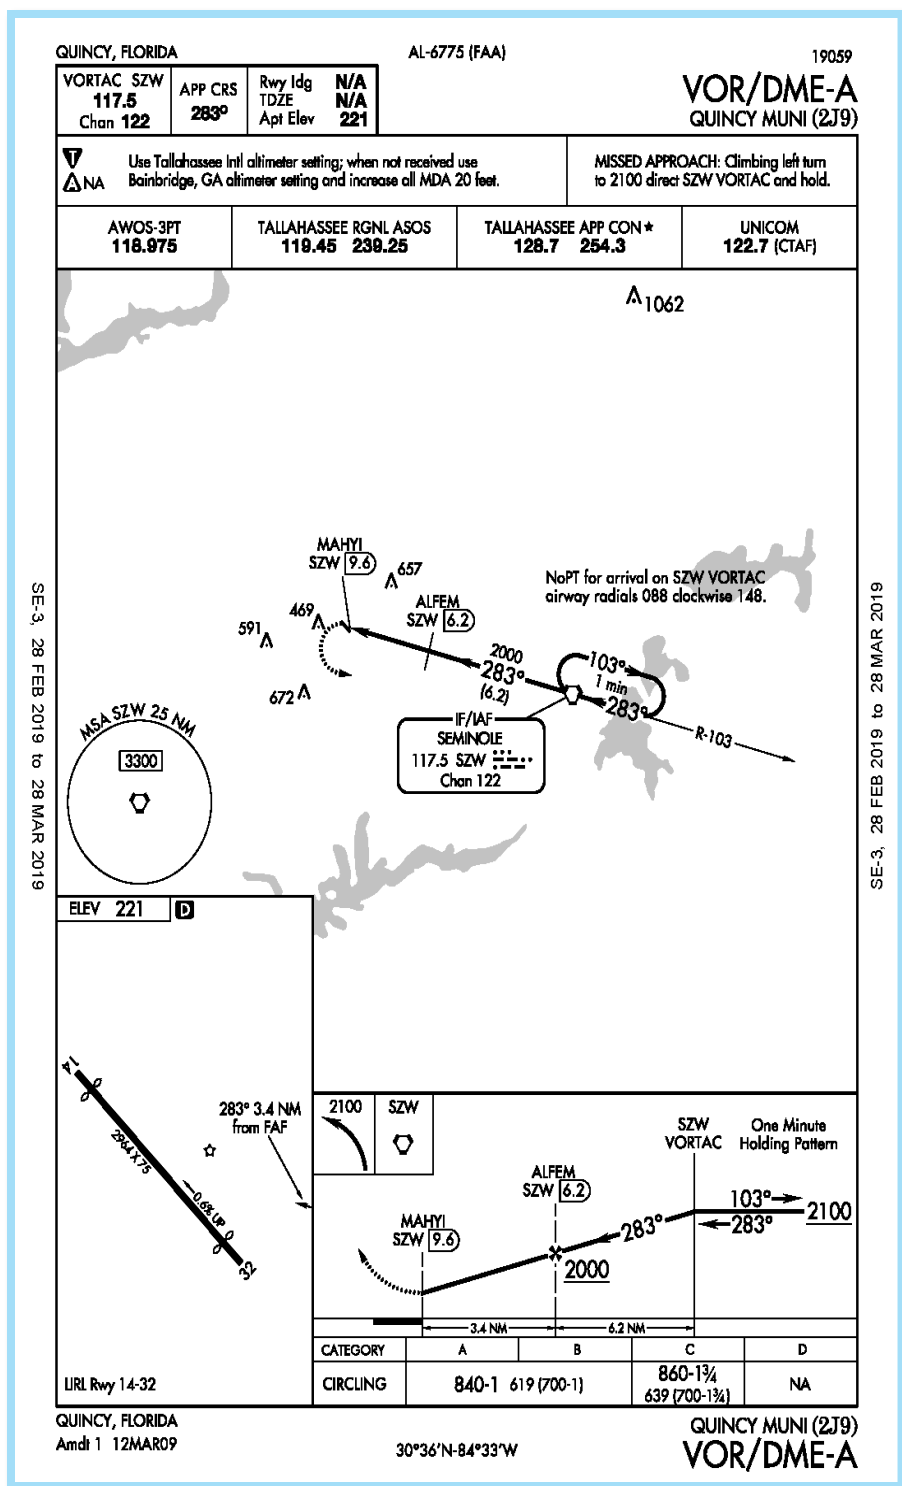 QUINCY, FLORIDA
AL-6775 (FAA)
19059
VORTAC SZW
117.5
Chan 122
APP CRS
283°
Rwy ldg N/A
TDZE N/A
Apt Elev 221
VOR/DME-A
QUINCY MUNI (2J9)
T
A NA
Use Tallahassee Intl altimeter setting; when not received use
Bainbridge, GA altimeter setting and increase all MDA 20 feet.
MISSED APPROACH: Climbing left turn
to 2100 direct SZW VORTAC and hold.
AWOS-3PT
118.975
TALLAHASSEE RGNL ASOS
119.45 239.25
TALLAHASSEE APP CON★
128.7 254.3
UNICOM
122.7 (CTAF)
1062
MAHYI
SZW 9.6
657
ALFEM
SZW 6.2
469
591
672
NoPT for arrival on SZW VORTAC
airway radials 088 clockwise 148.
2000
283°
(6.2)
103°
1 min
283°
R-103
IF/IAF
SEMINOLE
117.5 SZW
Chan 122
MSA SZW 25 NM
3300
SE-3, 28 FEB 2019 to 28 MAR 2019
SE-3, 28 FEB 2019 to 28 MAR 2019
ELEV 221 D
14
2964 X 75
0.6% UP
32
283° 3.4 NM
from FAF
LIRL Rwy 14-32
2100
SZW
SZW
VORTAC
One Minute
Holding Pattern
ALFEM
SZW 6.2
MAHYI
SZW 9.6
103°
283°
2100
283°
2000
3.4 NM
6.2 NM
CATEGORY A B C D
CIRCLING 840-1 619 (700-1) 860-1¾ 639 (700-1¾) NA
QUINCY, FLORIDA
Amdt 1 12MAR09
30°36'N-84°33'W
QUINCY MUNI (2J9)
VOR/DME-A